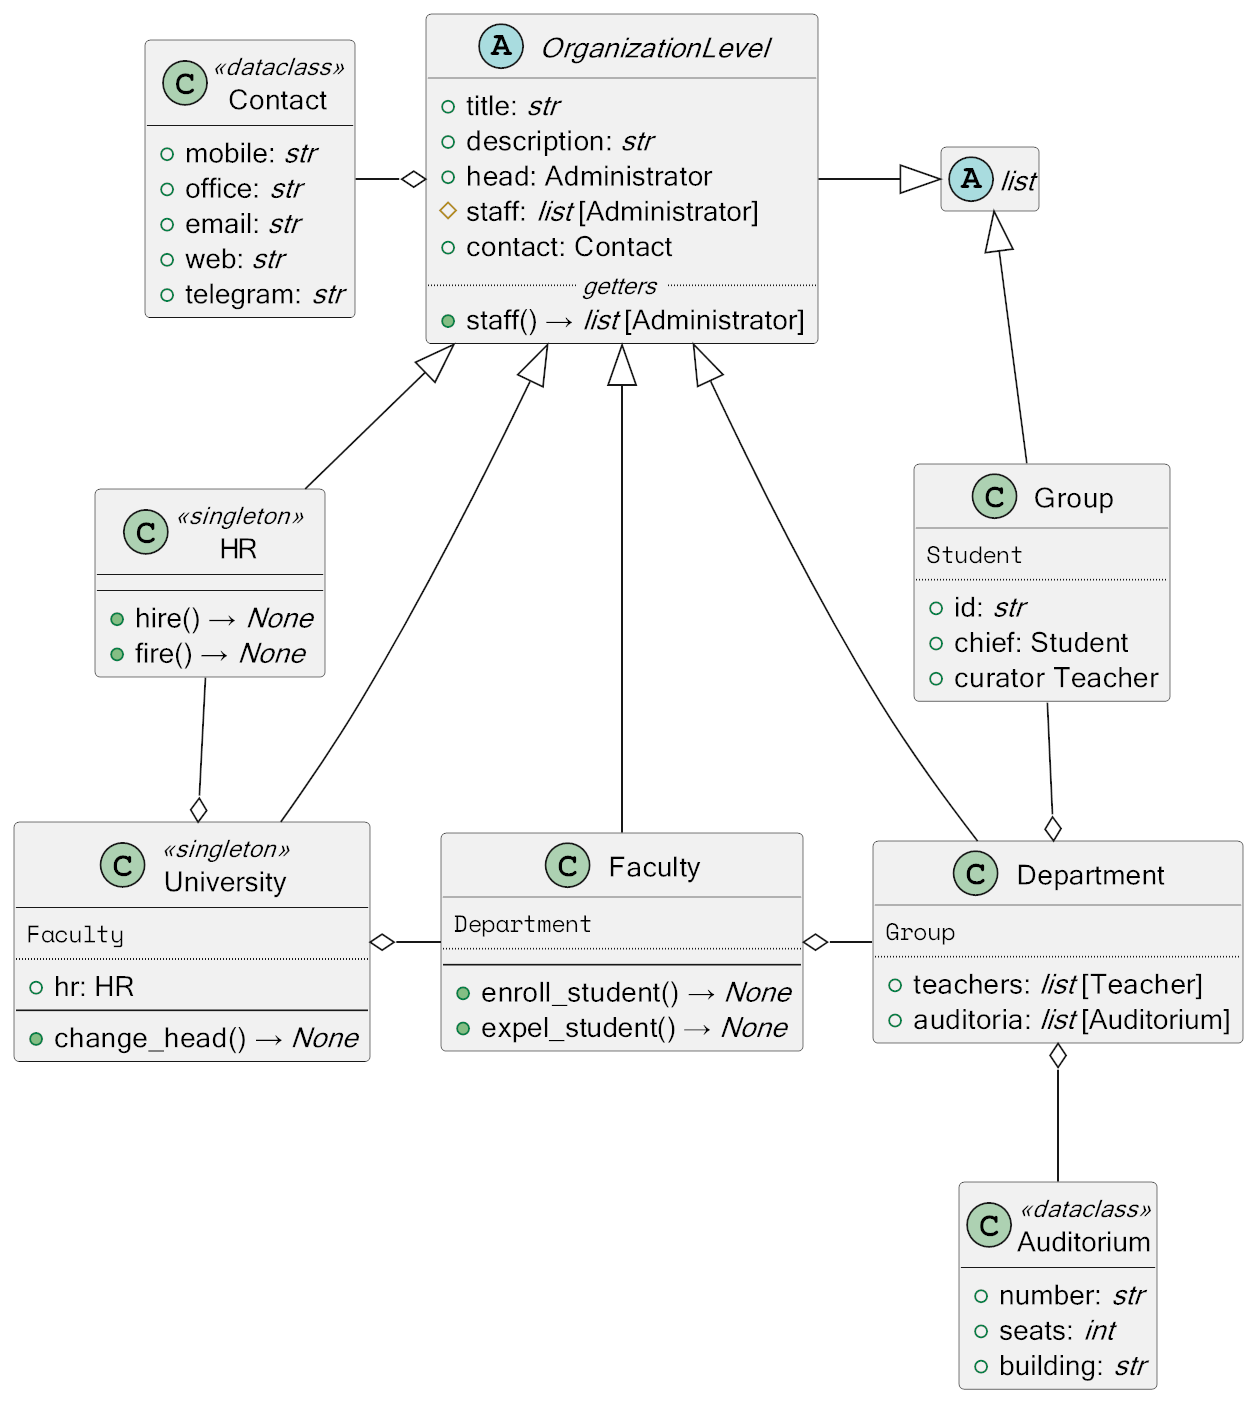 «dataclass»
C Contact
mobile: str
office: str
email: str
web: str
telegram: str
A OrganizationLevel
title: str
description: str
head: Administrator
staff: list [Administrator]
contact: Contact
getters
staff() → list [Administrator]
A list
«singleton»
C HR
hire() → None
fire() → None
C Group
Student
id: str
chief: Student
curator Teacher
«singleton»
C University
Faculty
hr: HR
change_head() → None
C Faculty
Department
enroll_student() → None
expel_student() → None
C Department
Group
teachers: list [Teacher]
auditoria: list [Auditorium]
«dataclass»
C Auditorium
number: str
seats: int
building: str